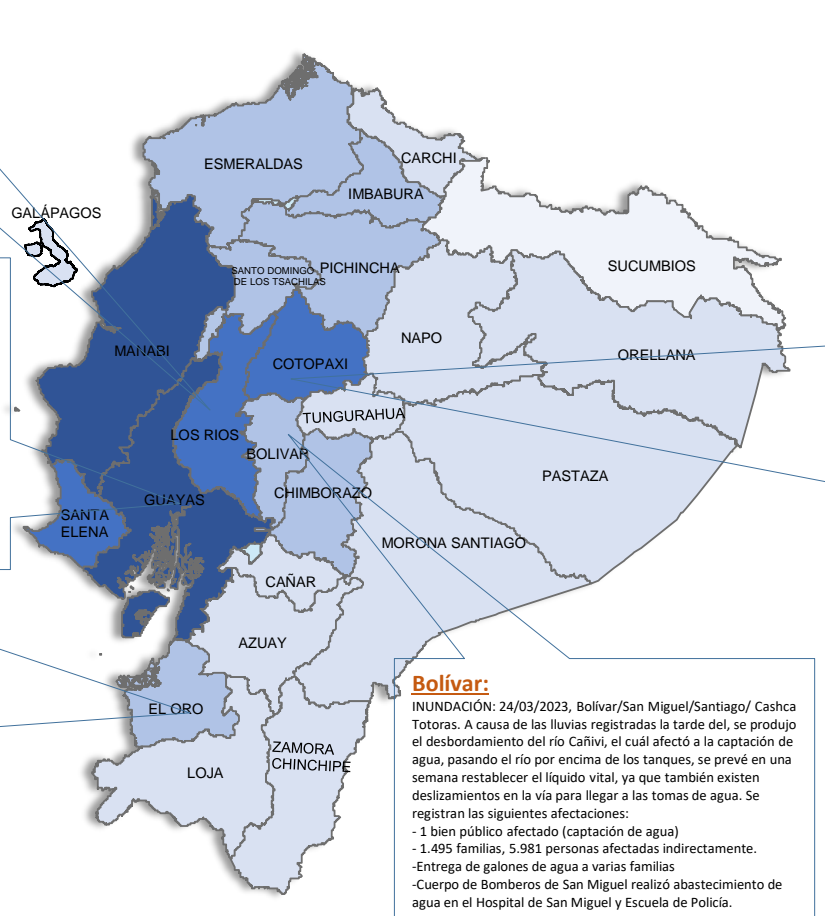 ESMERALDAS
CARCHI
IMBABURA
GALÁPAGOS
SANTO DOMINGO
DE LOS TSACHILAS
PICHINCHA
SUCUMBIOS
NAPO
MANABI
COTOPAXI
ORELLANA
TUNGURAHUA
LOS RIOS
BOLIVAR
PASTAZA
CHIMBORAZO
GUAYAS
SANTA
ELENA
MORONA SANTIAGO
CAÑAR
AZUAY
EL ORO
ZAMORA
CHINCHIPE
LOJA
Bolívar:
INUNDACIÓN: 24/03/2023, Bolívar/San Miguel/Santiago/ Cashca
Totoras. A causa de las lluvias registradas la tarde del, se produjo
el desbordamiento del río Cañivi, el cuál afectó a la captación de
agua, pasando el río por encima de los tanques, se prevé en una
semana restablecer el líquido vital, ya que también existen
deslizamientos en la vía para llegar a las tomas de agua. Se
registran las siguientes afectaciones:
- 1 bien público afectado (captación de agua)
- 1.495 familias, 5.981 personas afectadas indirectamente.
-Entrega de galones de agua a varias familias
-Cuerpo de Bomberos de San Miguel realizó abastecimiento de
agua en el Hospital de San Miguel y Escuela de Policía.